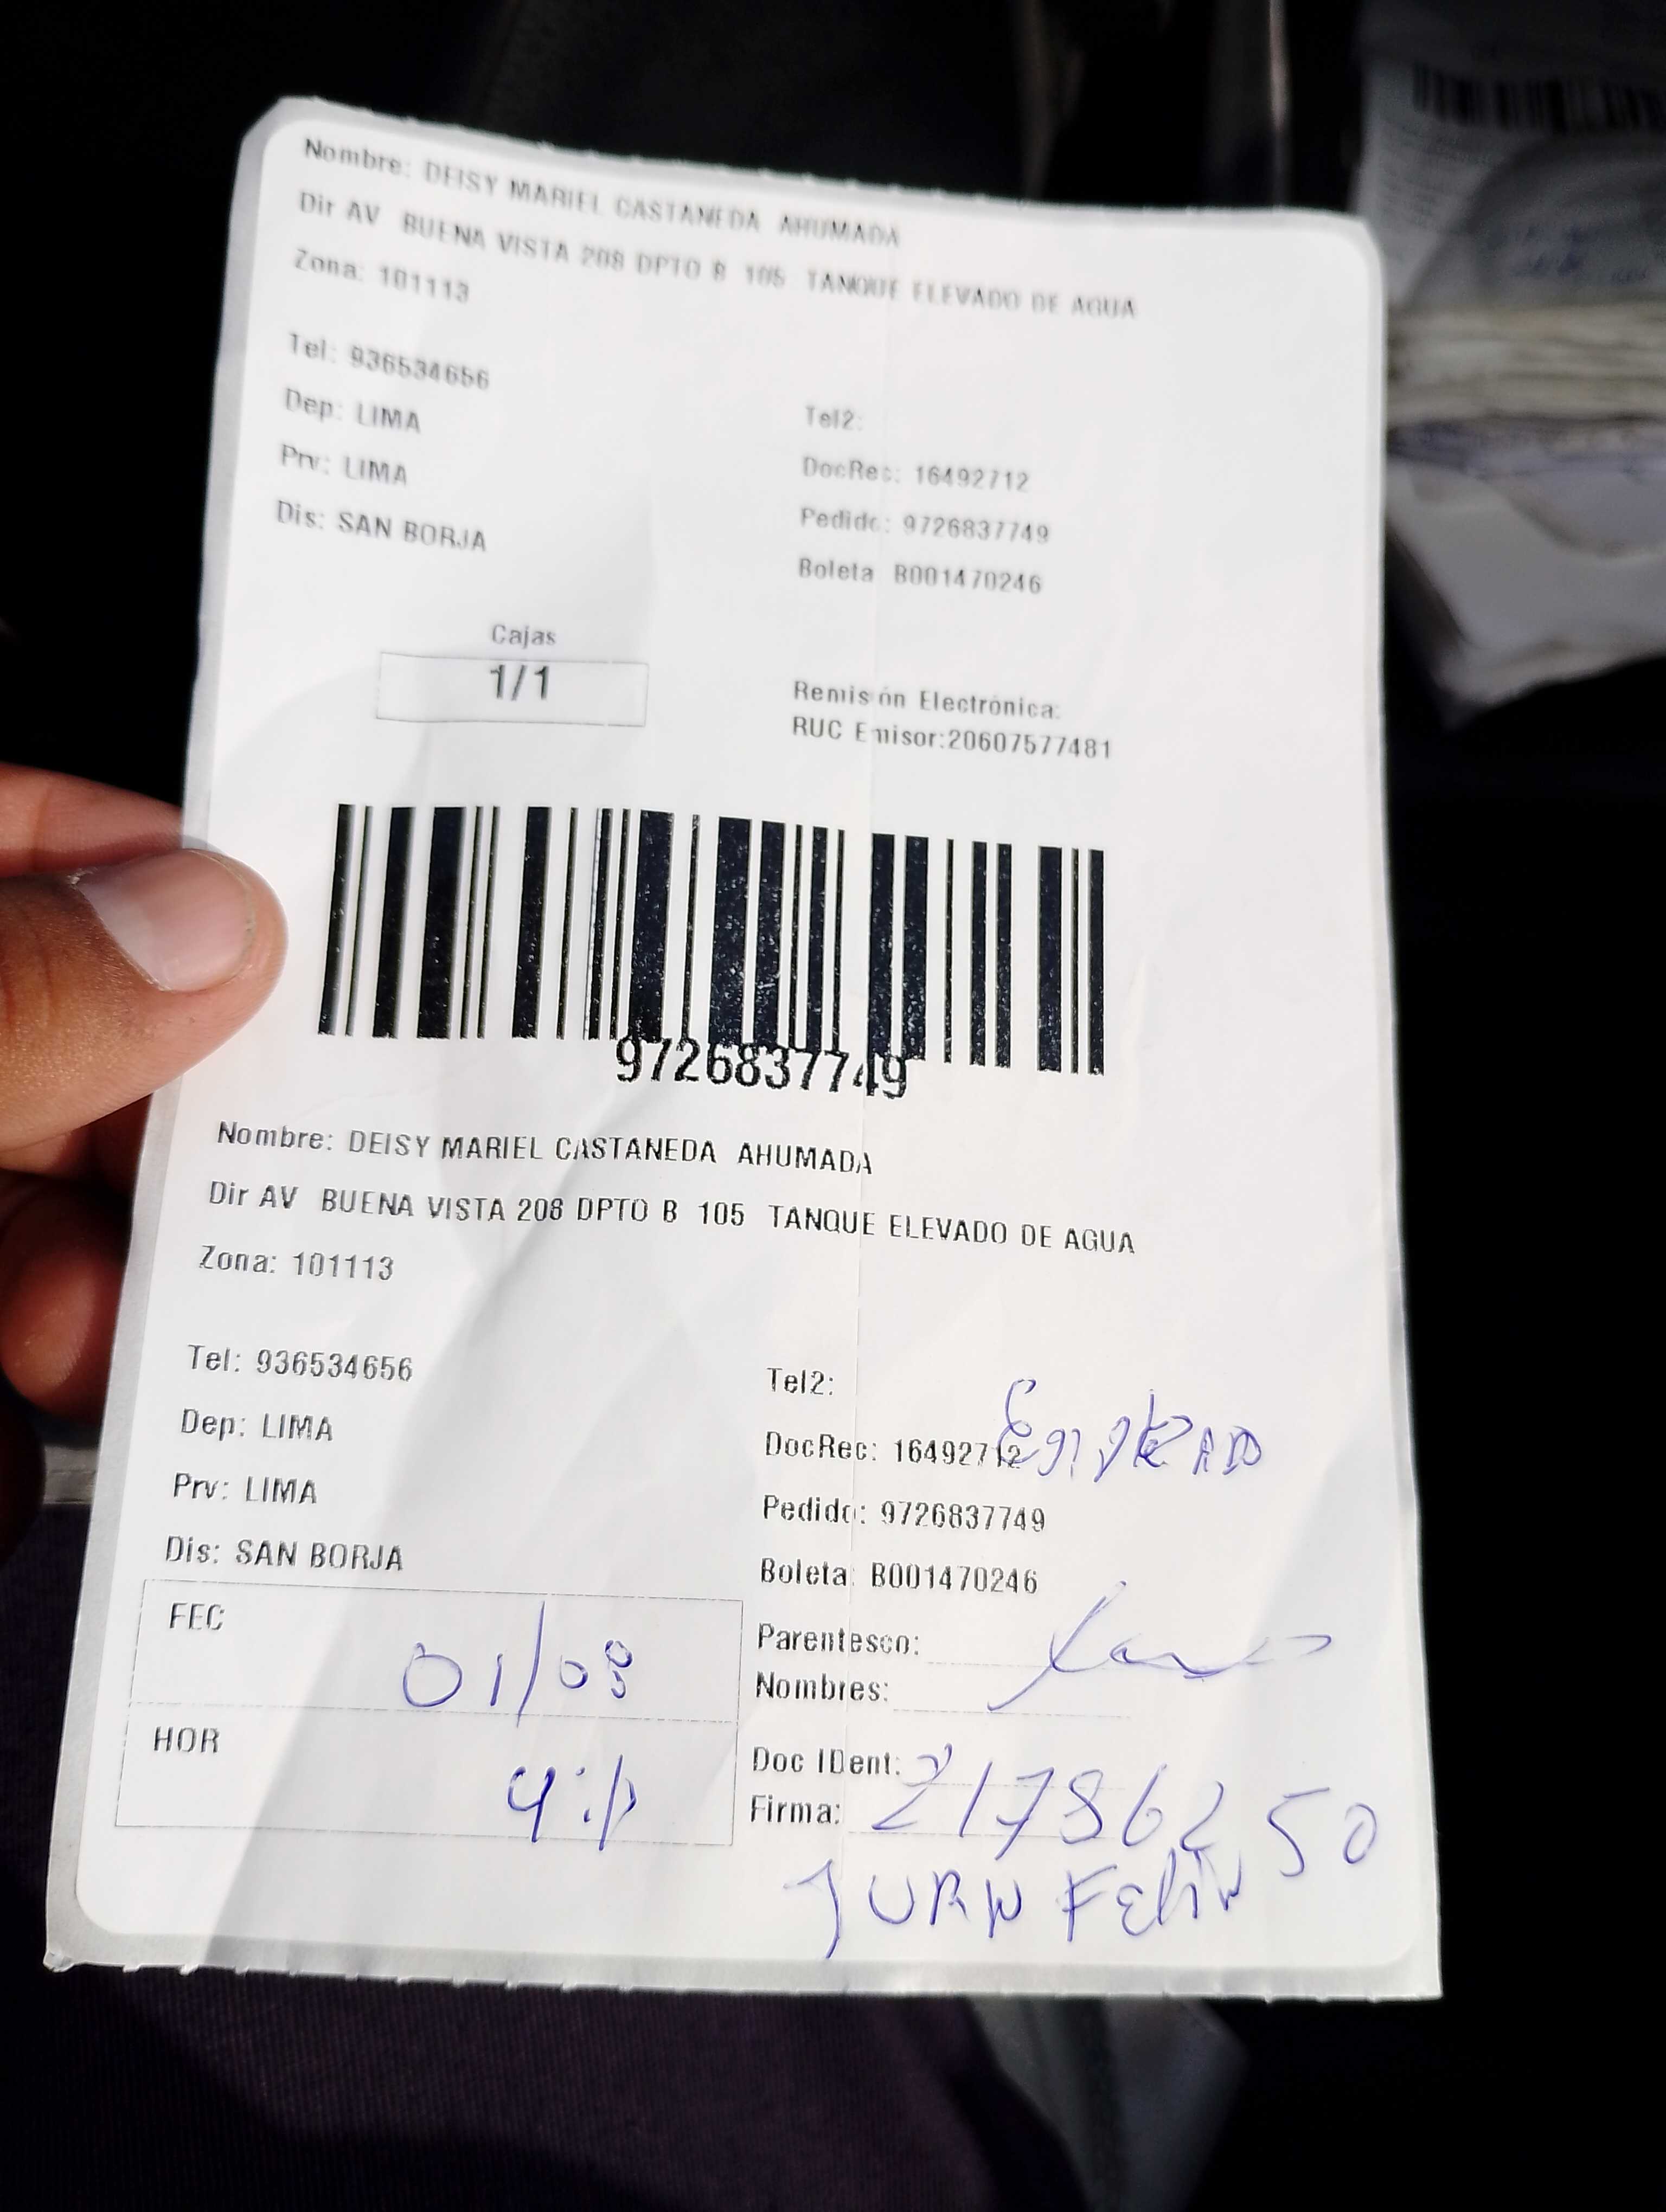 Nombre: DEISY MARIEL CASTANEDA AHUMADA
Dir AV BUENA VISTA 208 DPTO B 105 TANQUE ELEVADO DE AGUA
Zona: 101113
Tel: 936534656
Dep: LIMA
Prv: LIMA
Dis: SAN BORJA
Tel2:
DocRec: 16492712
Pedido: 9726837749
Boleta B001470246
Cajas
1/1
Remisión Electrónica:
RUC Emisor:20607577481
9726837749
Nombre: DEISY MARIEL CASTANEDA AHUMADA
Dir AV BUENA VISTA 208 DPTO B 105 TANQUE ELEVADO DE AGUA
Zona: 101113
Tel: 936534656
Dep: LIMA
Prv: LIMA
Dis: SAN BORJA
Tel2:
DocRec: 16492712
Pedido: 9726837749
Boleta: B001470246
FEC 01/03
HOR
Parentesco:
Nombres:
Doc IDent:
Firma: 21786250
JUAN Felix